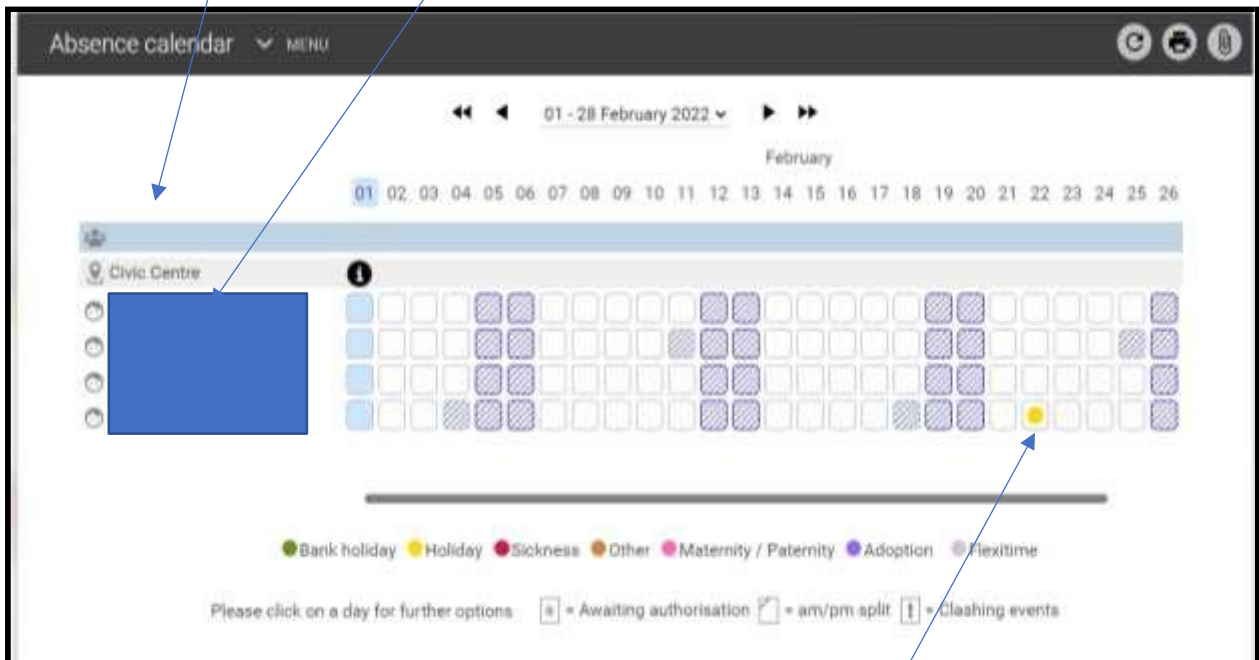 Absence calendar MENU
01 - 28 February 2022
February
01 02 03 04 05 06 07 08 09 10 11 12 13 14 15 16 17 18 19 20 21 22 23 24 25 26
Civic Centre
Bank holiday Holiday Sickness Other Maternity / Paternity Adoption Flexitime
Please click on a day for further options * = Awaiting authorisation = am/pm split ! = Clashing events